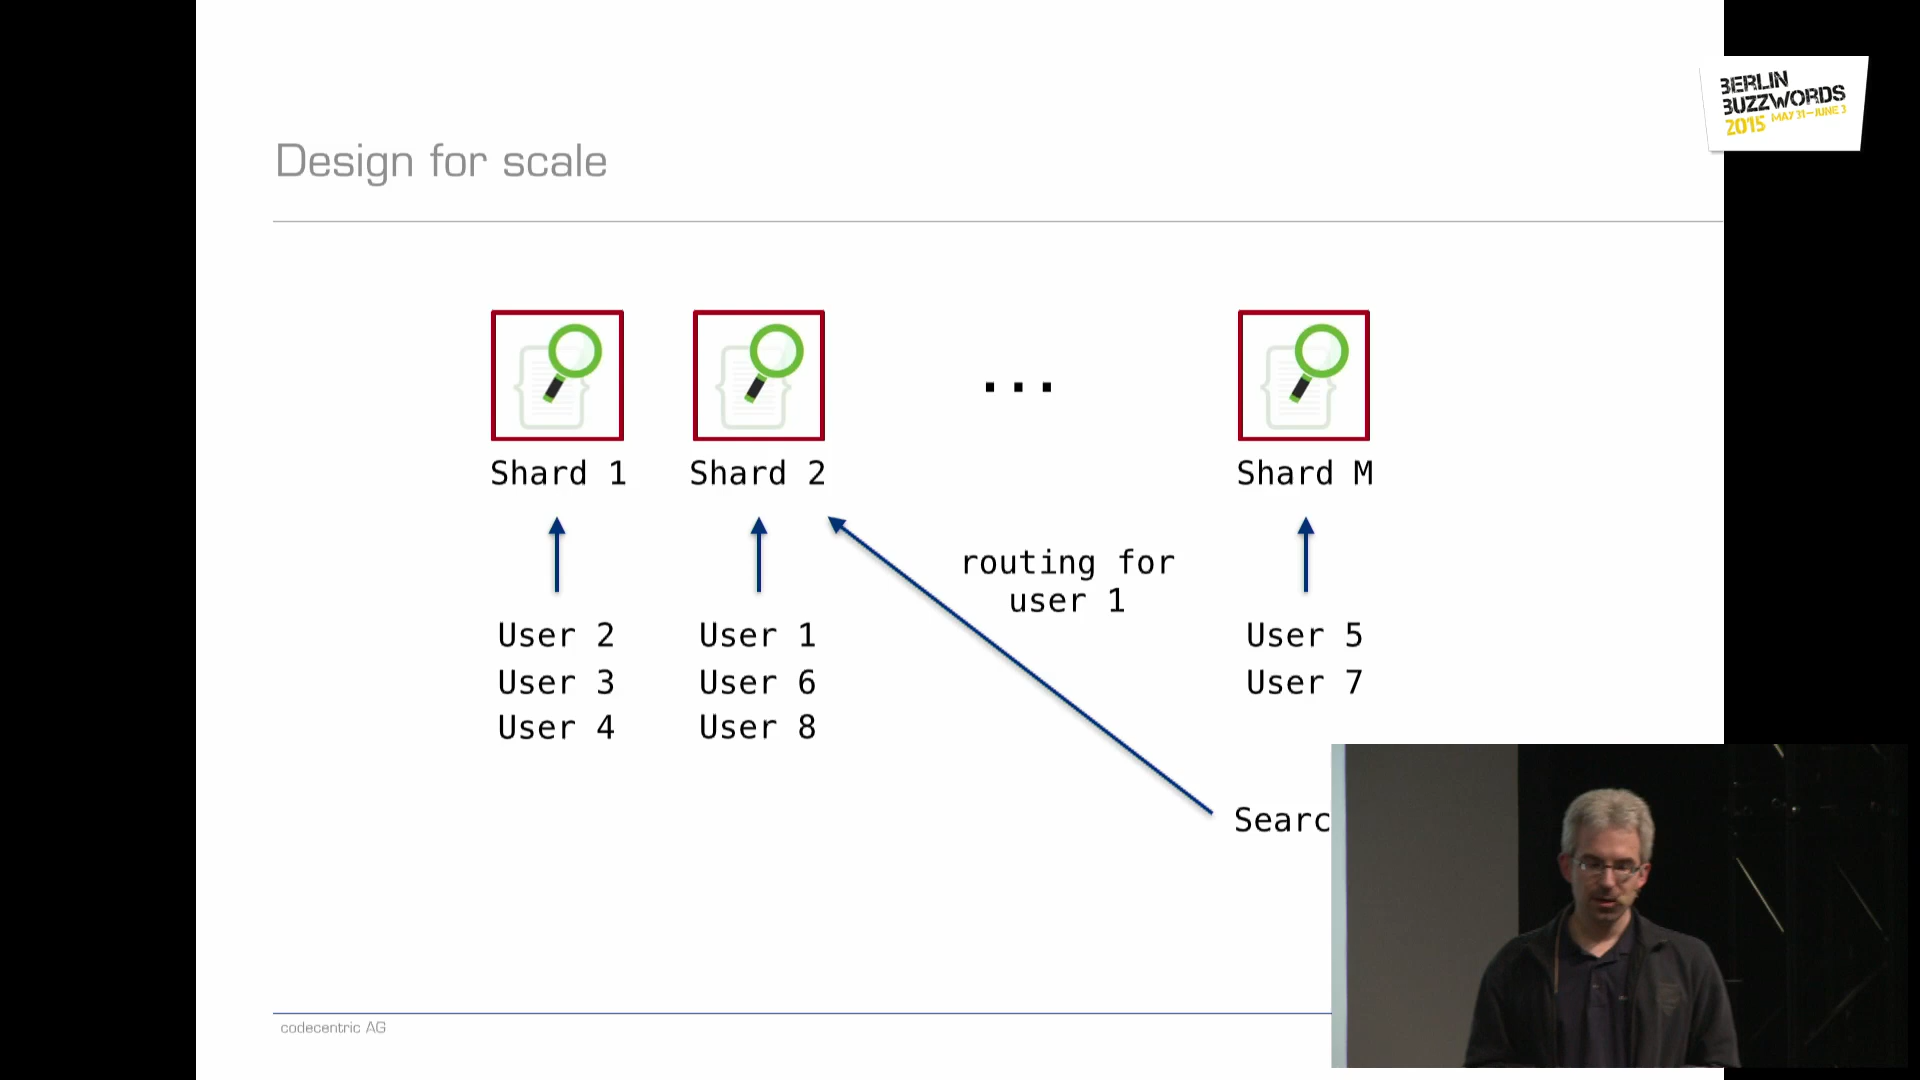 BERLIN
BUZZWORDS
2015 MAY 31–JUNE 3
Design for scale
...
Shard 1
Shard 2
Shard M
routing for
user 1
User 2
User 1
User 5
User 3
User 6
User 7
User 4
User 8
Searc
codecentric AG